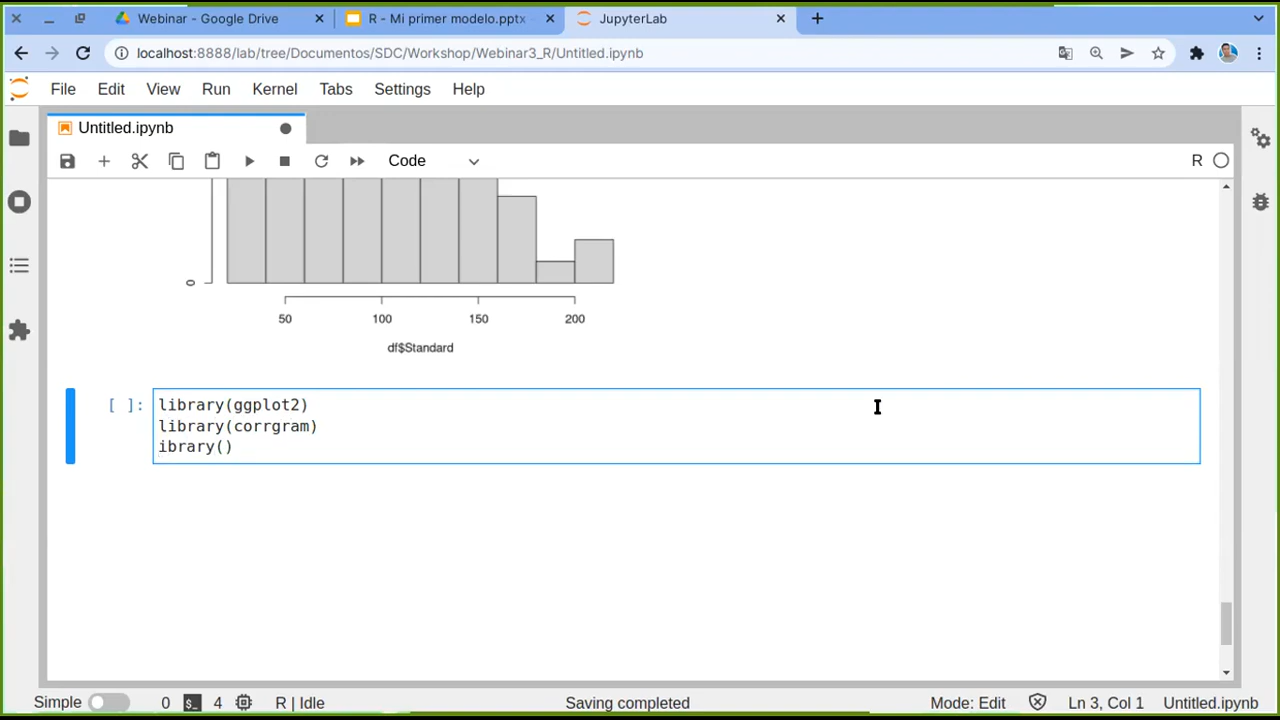 Webinar - Google Drive
R - Mi primer modelo.pptx -
JupyterLab
localhost:8888/lab/tree/Documentos/SDC/Workshop/Webinar3_R/Untitled.ipynb
File Edit View Run Kernel Tabs Settings Help
Untitled.ipynb
Code
R
0
50 100 150 200
df$Standard
[ ]:
library(ggplot2)
library(corrgram)
ibrary()
Simple 0 4 R | Idle Saving completed Mode: Edit Ln 3, Col 1 Untitled.ipynb